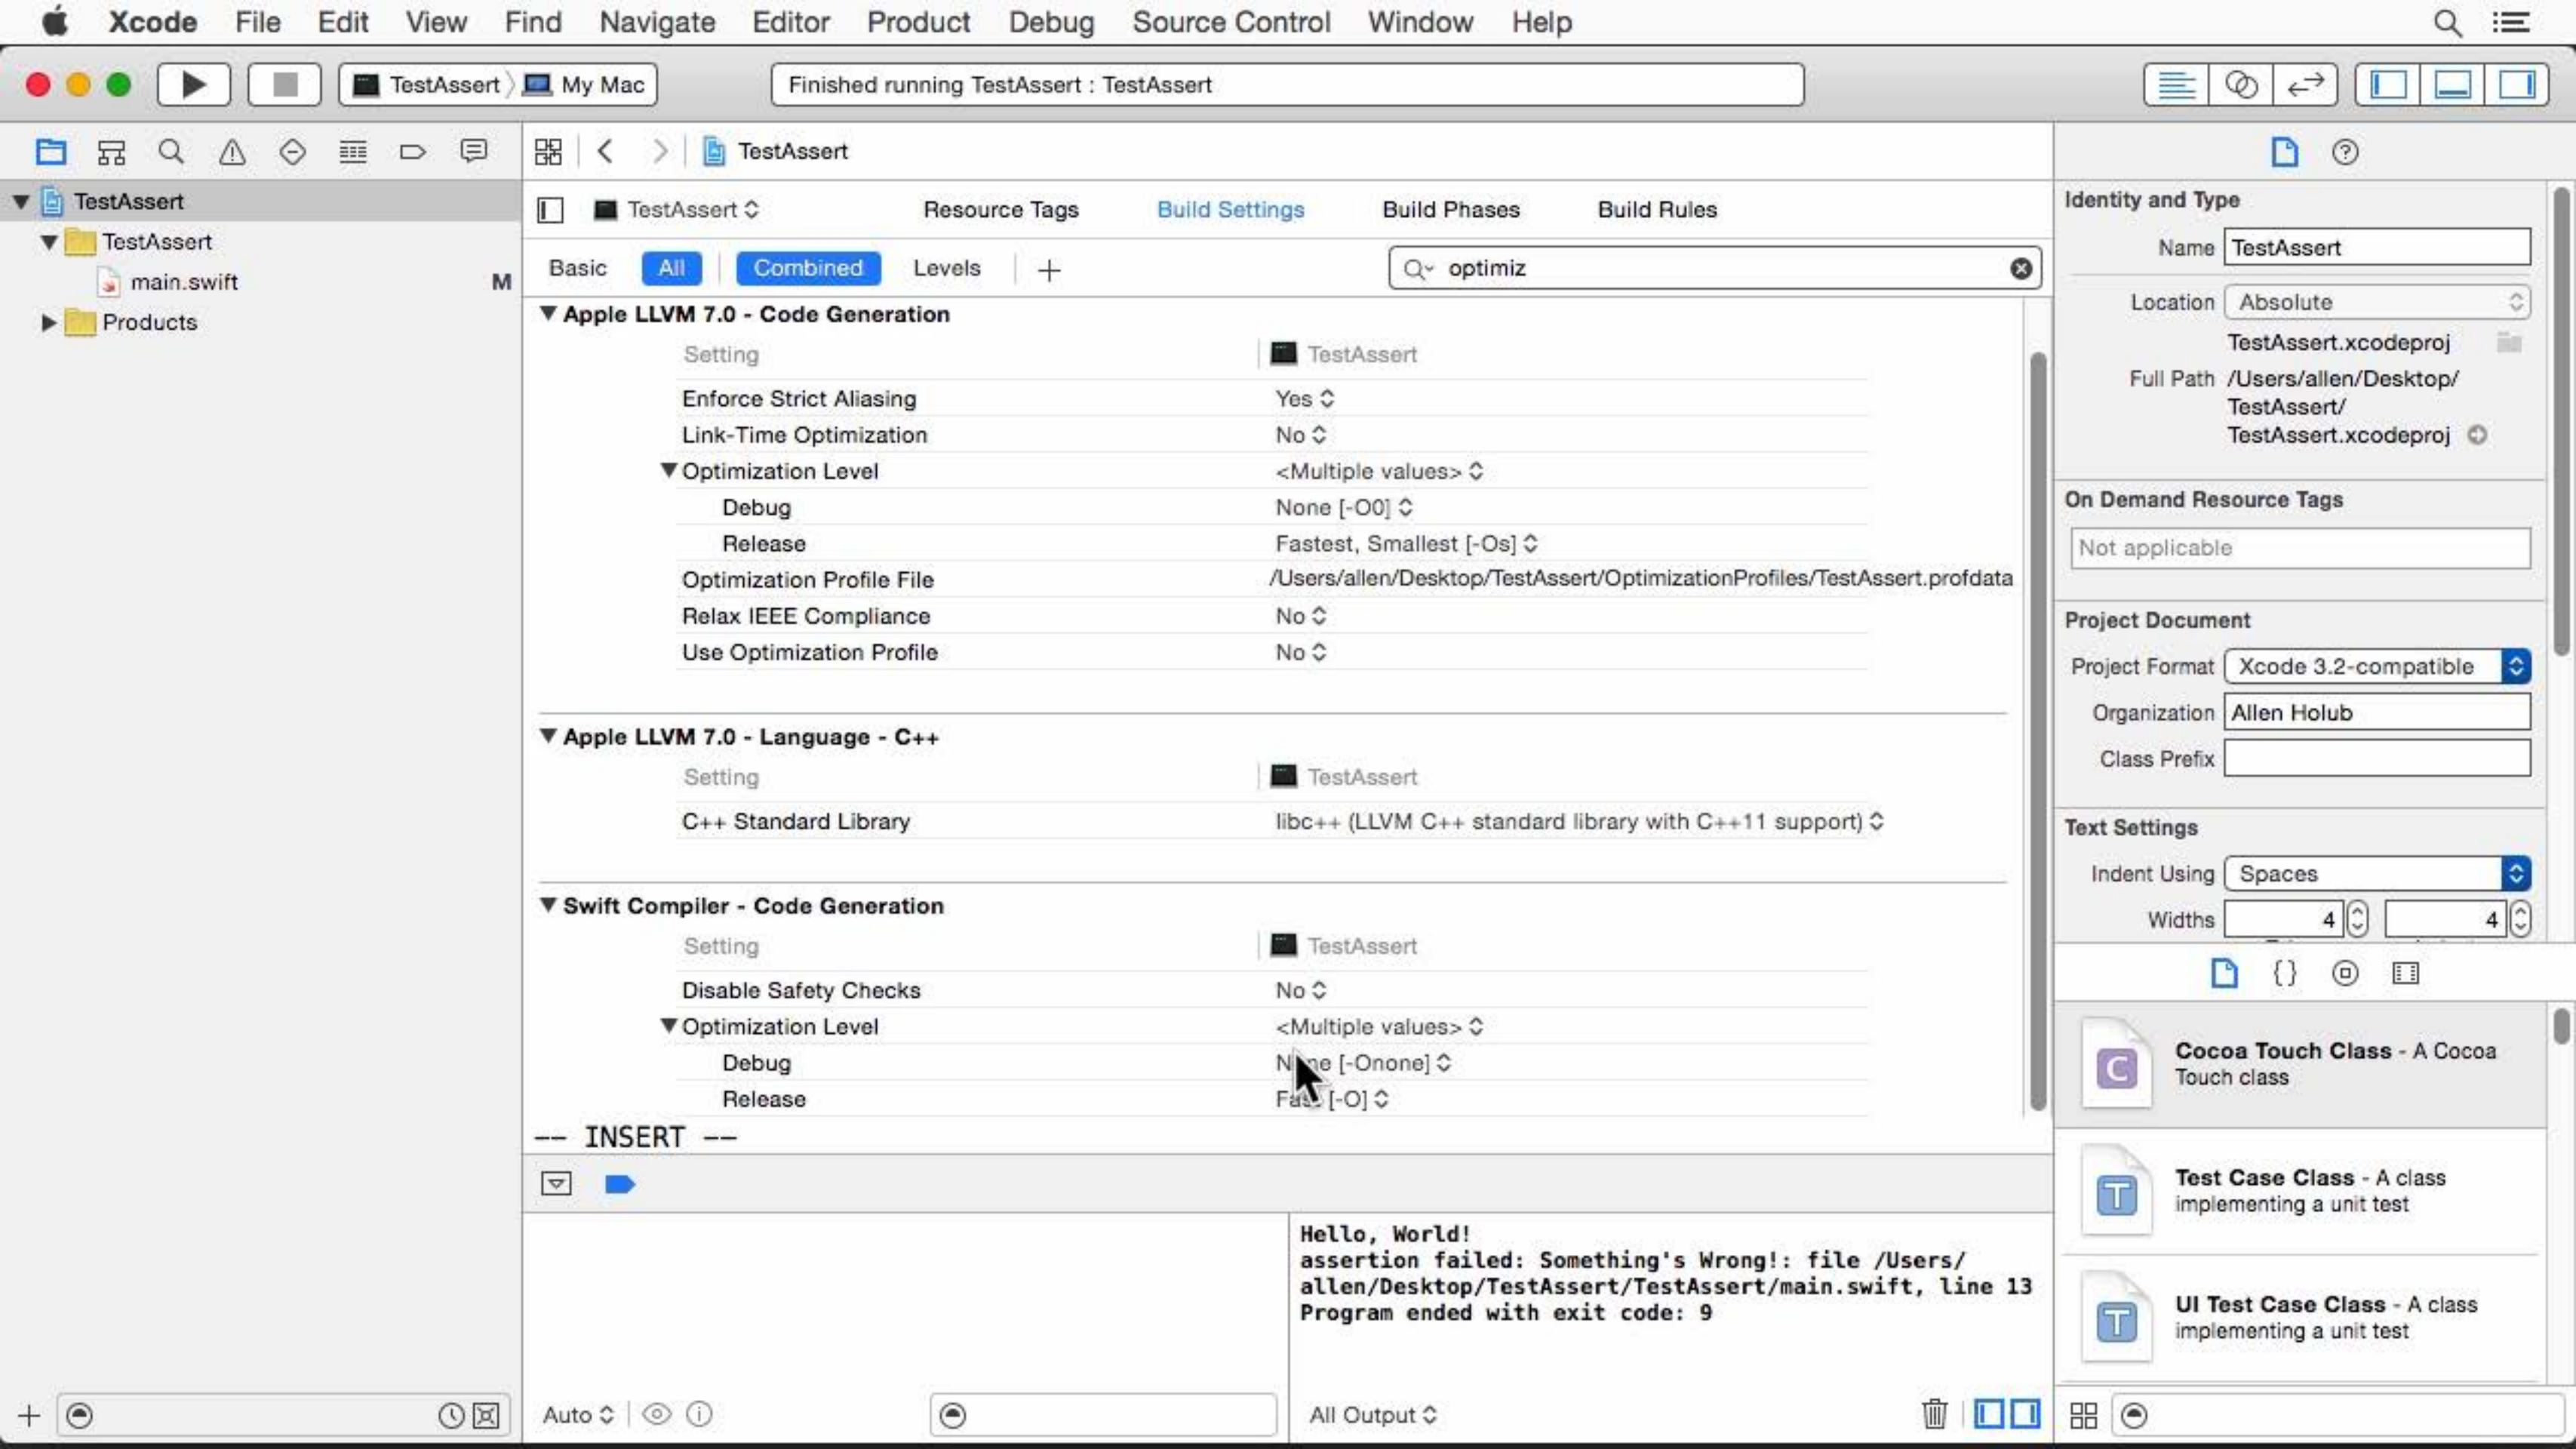 Xcode File Edit View Find Navigate Editor Product Debug Source Control Window Help
TestAssert My Mac
Finished running TestAssert : TestAssert
TestAssert
TestAssert
main.swift M
Products
TestAssert
TestAssert Resource Tags Build Settings Build Phases Build Rules
Basic All Combined Levels + optimiz
Apple LLVM 7.0 - Code Generation
Setting TestAssert
Enforce Strict Aliasing Yes
Link-Time Optimization No
Optimization Level <Multiple values>
Debug None [-O0]
Release Fastest, Smallest [-Os]
Optimization Profile File /Users/allen/Desktop/TestAssert/OptimizationProfiles/TestAssert.profdata
Relax IEEE Compliance No
Use Optimization Profile No
Apple LLVM 7.0 - Language - C++
Setting TestAssert
C++ Standard Library libc++ (LLVM C++ standard library with C++11 support)
Swift Compiler - Code Generation
Setting TestAssert
Disable Safety Checks No
Optimization Level <Multiple values>
Debug None [-Onone]
Release Fast [-O]
-- INSERT --
Hello, World!
assertion failed: Something's Wrong!: file /Users/
allen/Desktop/TestAssert/TestAssert/main.swift, line 13
Program ended with exit code: 9
Auto
All Output
Identity and Type
Name TestAssert
Location Absolute
TestAssert.xcodeproj
Full Path /Users/allen/Desktop/
TestAssert/
TestAssert.xcodeproj
On Demand Resource Tags
Not applicable
Project Document
Project Format Xcode 3.2-compatible
Organization Allen Holub
Class Prefix
Text Settings
Indent Using Spaces
Widths 4 4
{}
C
Cocoa Touch Class - A Cocoa
Touch class
T
Test Case Class - A class
implementing a unit test
T
UI Test Case Class - A class
implementing a unit test